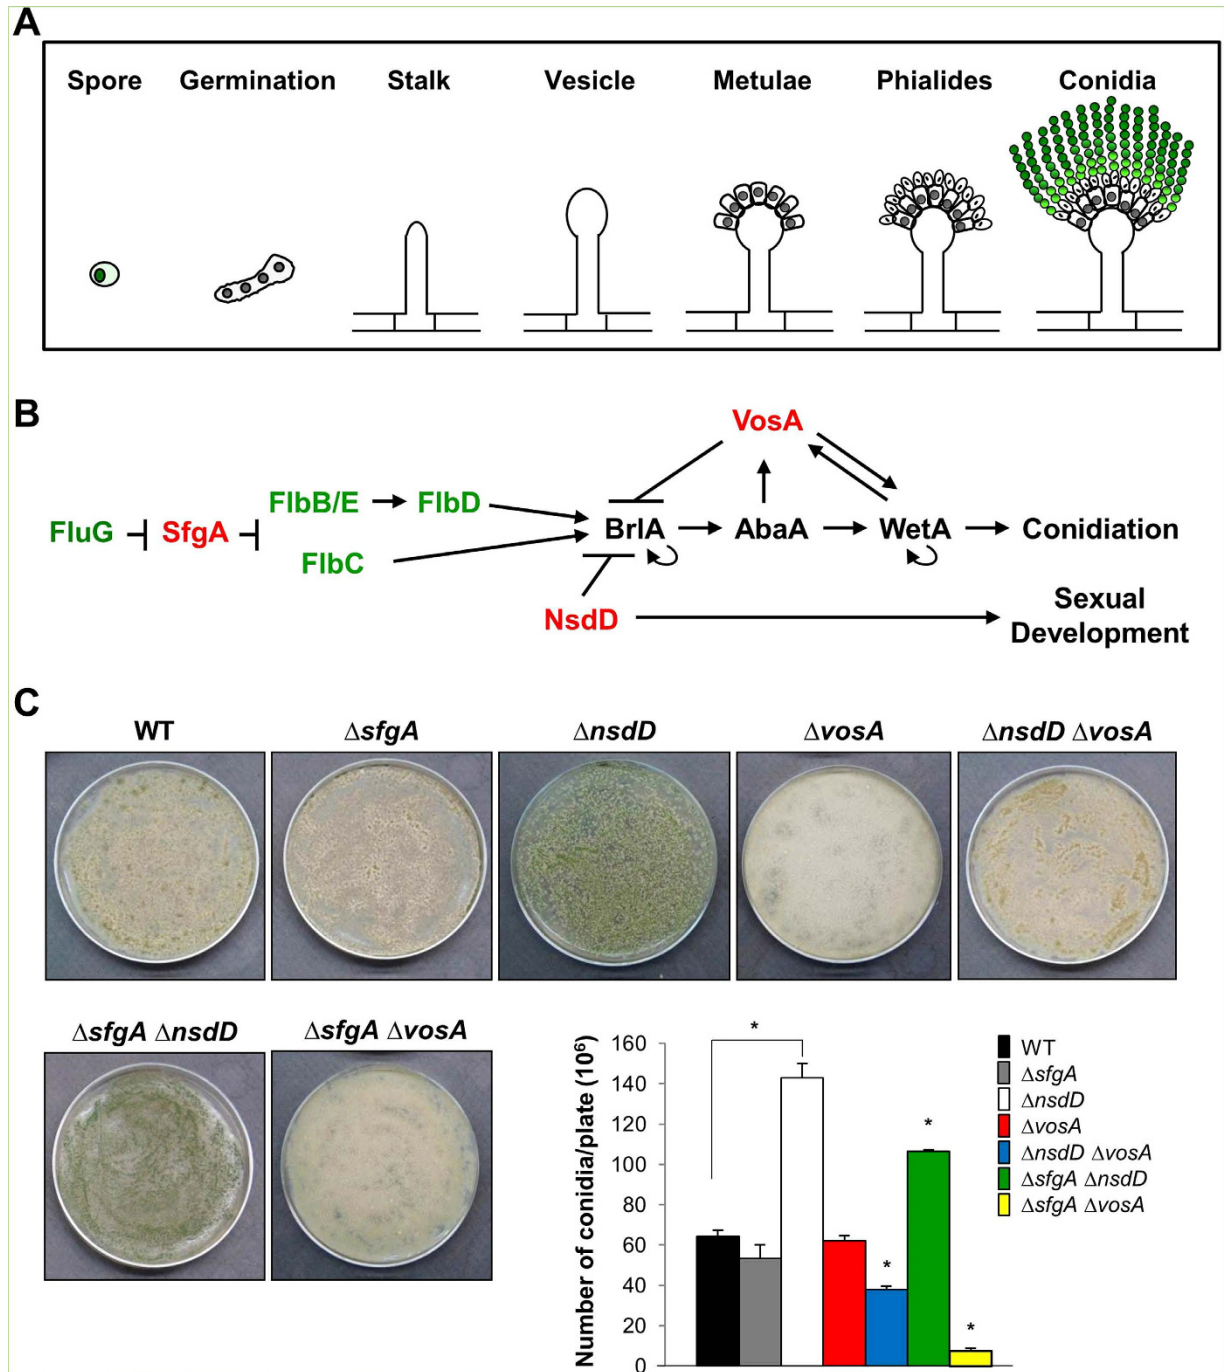 A
Spore Germination Stalk Vesicle Metulae Phialides Conidia
B
VosA
FlbB/E FlbD
FluG SfgA BrlA AbaA WetA Conidiation
FlbC
NsdD Sexual
Development
C
WT ΔsfgA ΔnsdD ΔvosA ΔnsdD ΔvosA
ΔsfgA ΔnsdD ΔsfgA ΔvosA
Number of conidia/plate (10⁶)
160
140
120
100
80
60
40
20
0
*
*
*
*
WT
ΔsfgA
ΔnsdD
ΔvosA
ΔnsdD ΔvosA
ΔsfgA ΔnsdD
ΔsfgA ΔvosA